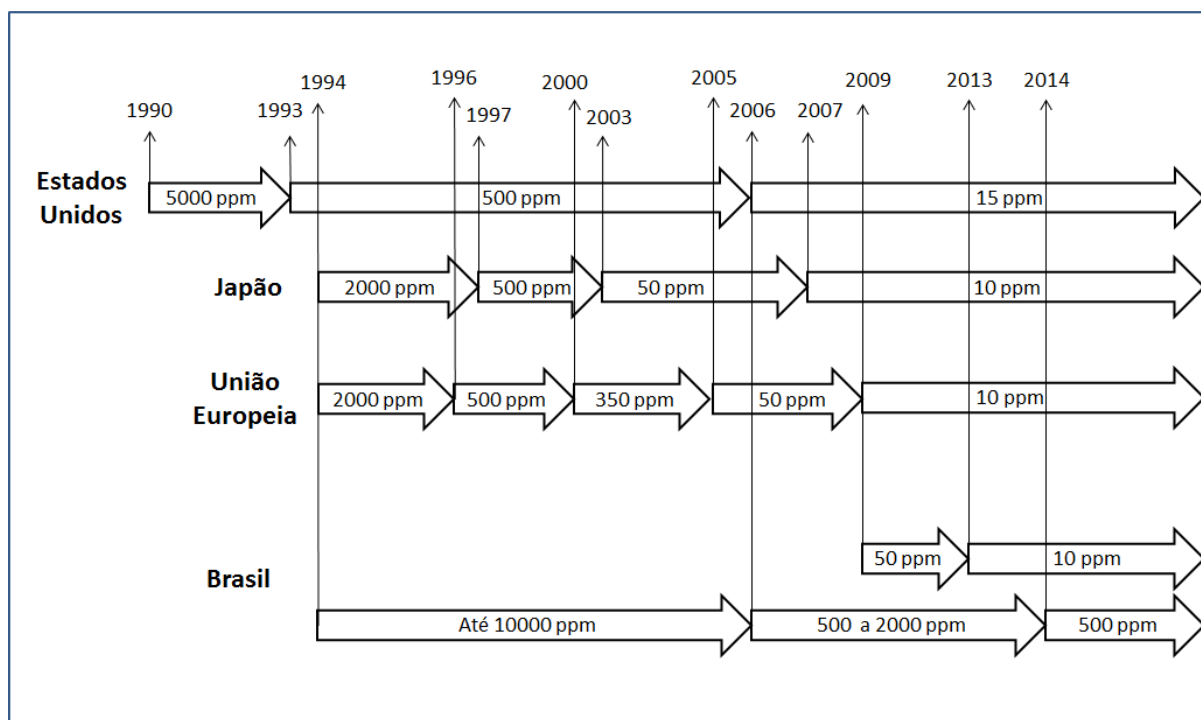 1994
1996
2000
2005
2009
2013
2014
1990
1993
1997
2003
2006
2007
Estados
Unidos
5000 ppm
500 ppm
15 ppm
Japão
2000 ppm
500 ppm
50 ppm
10 ppm
União
Europeia
2000 ppm
500 ppm
350 ppm
50 ppm
10 ppm
Brasil
50 ppm
10 ppm
Até 10000 ppm
500 a 2000 ppm
500 ppm